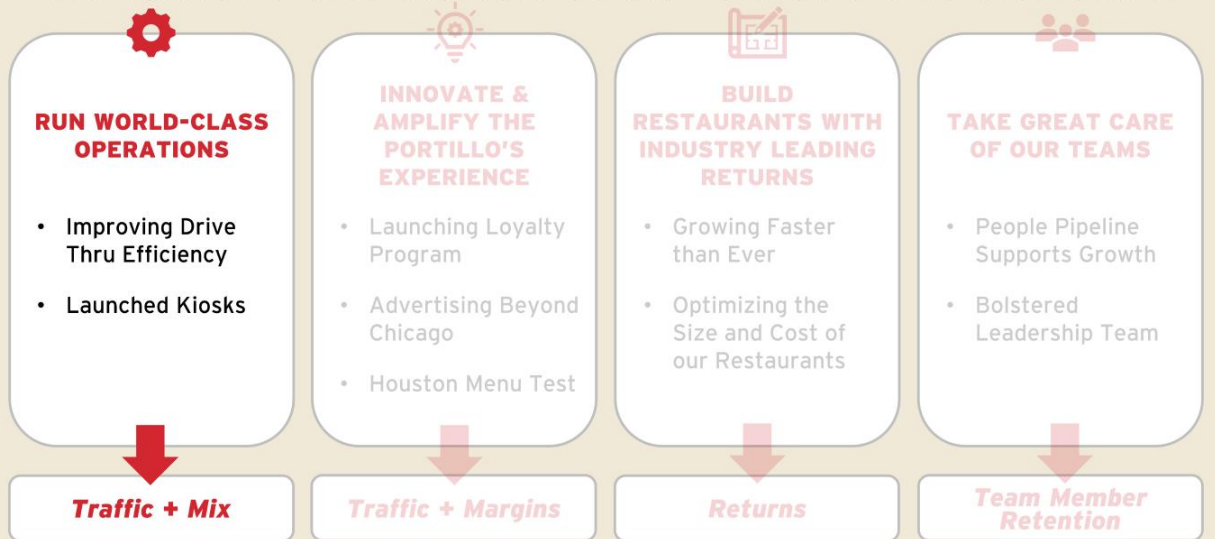 RUN WORLD-CLASS
OPERATIONS
• Improving Drive
Thru Efficiency
• Launched Kiosks
Traffic + Mix
INNOVATE &
AMPLIFY THE
PORTILLO'S
EXPERIENCE
• Launching Loyalty
Program
• Advertising Beyond
Chicago
• Houston Menu Test
Traffic + Margins
BUILD
RESTAURANTS WITH
INDUSTRY LEADING
RETURNS
• Growing Faster
than Ever
• Optimizing the
Size and Cost of
our Restaurants
Returns
TAKE GREAT CARE
OF OUR TEAMS
• People Pipeline
Supports Growth
• Bolstered
Leadership Team
Team Member
Retention